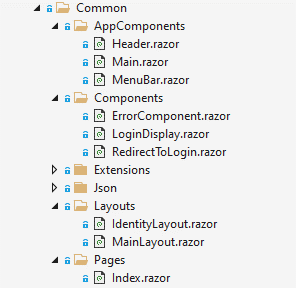 Common
AppComponents
Header.razor
Main.razor
MenuBar.razor
Components
ErrorComponent.razor
LoginDisplay.razor
RedirectToLogin.razor
Extensions
Json
Layouts
IdentityLayout.razor
MainLayout.razor
Pages
Index.razor